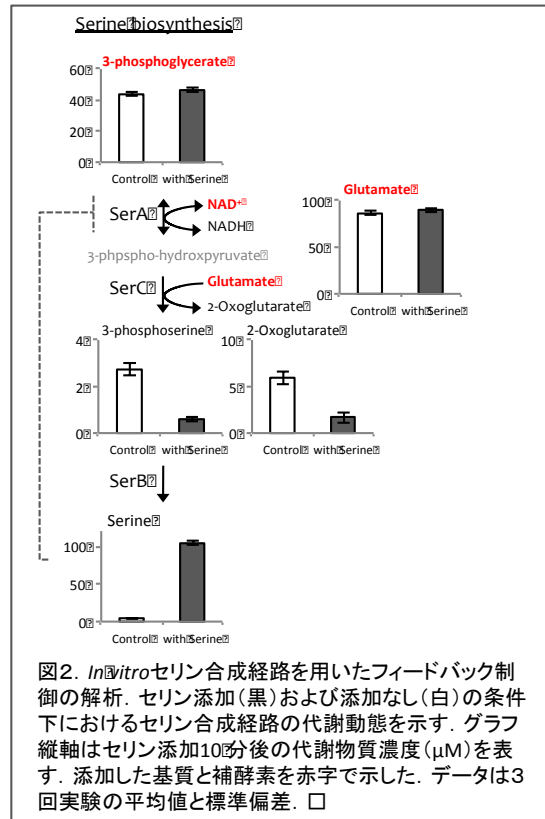 Serine biosynthesis
3-phosphoglycerate
60
40
20
0
Control with Serine
SerA
NAD+
NADH
Glutamate
100
50
0
Control with Serine
3-phpspho-hydroxpyruvate
SerC
Glutamate
2-Oxoglutarate
3-phosphoserine
4
2
0
Control with Serine
2-Oxoglutarate
10
5
0
Control with Serine
SerB
Serine
100
50
0
Control with Serine
図2. In vitroセリン合成経路を用いたフィードバック制
御の解析. セリン添加(黒)および添加なし(白)の条件
下におけるセリン合成経路の代謝動態を示す. グラフ
縦軸はセリン添加10分後の代謝物質濃度(μM)を表
す. 添加した基質と補酵素を赤字で示した. データは3
回実験の平均値と標準偏差. □